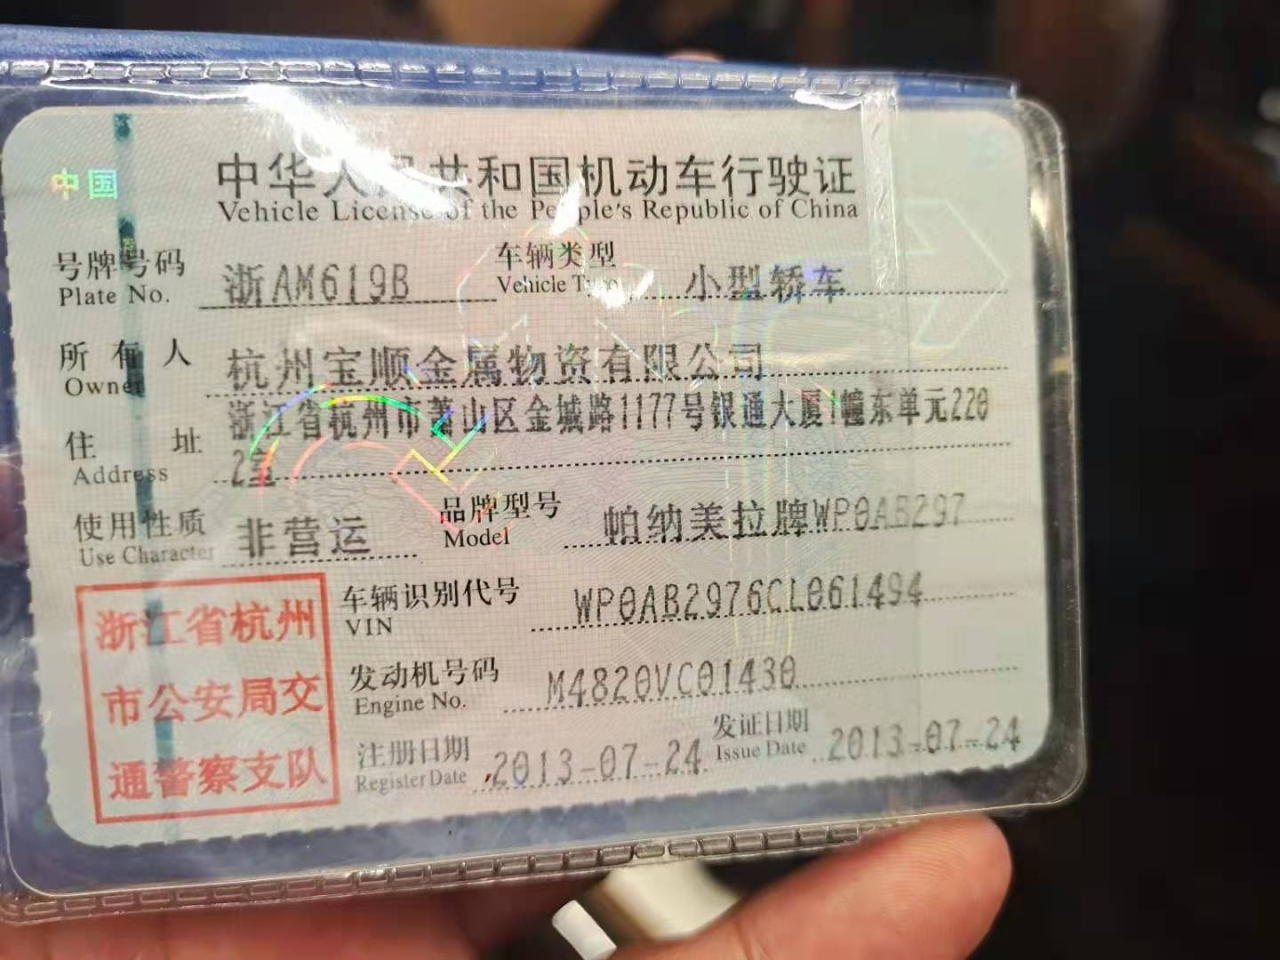 中国
中华人民共和国机动车行驶证
Vehicle License of the People's Republic of China
号牌号码 浙AM619B 车辆类型 小型轿车
Plate No. Vehicle Type
所有人 杭州宝顺金属物资有限公司
Owner
住址 浙江省杭州市萧山区金城路1177号银通大厦1幢东单元220
Address 2室
使用性质 非营运 品牌型号 帕纳美拉牌WP0AB297
Use Character Model
浙江省杭州
市公安局交
通警察支队
车辆识别代号 WP0AB2976CL061494
VIN
发动机号码 M4820VC01430
Engine No.
注册日期 2013-07-24 发证日期 2013-07-24
Register Date Issue Date